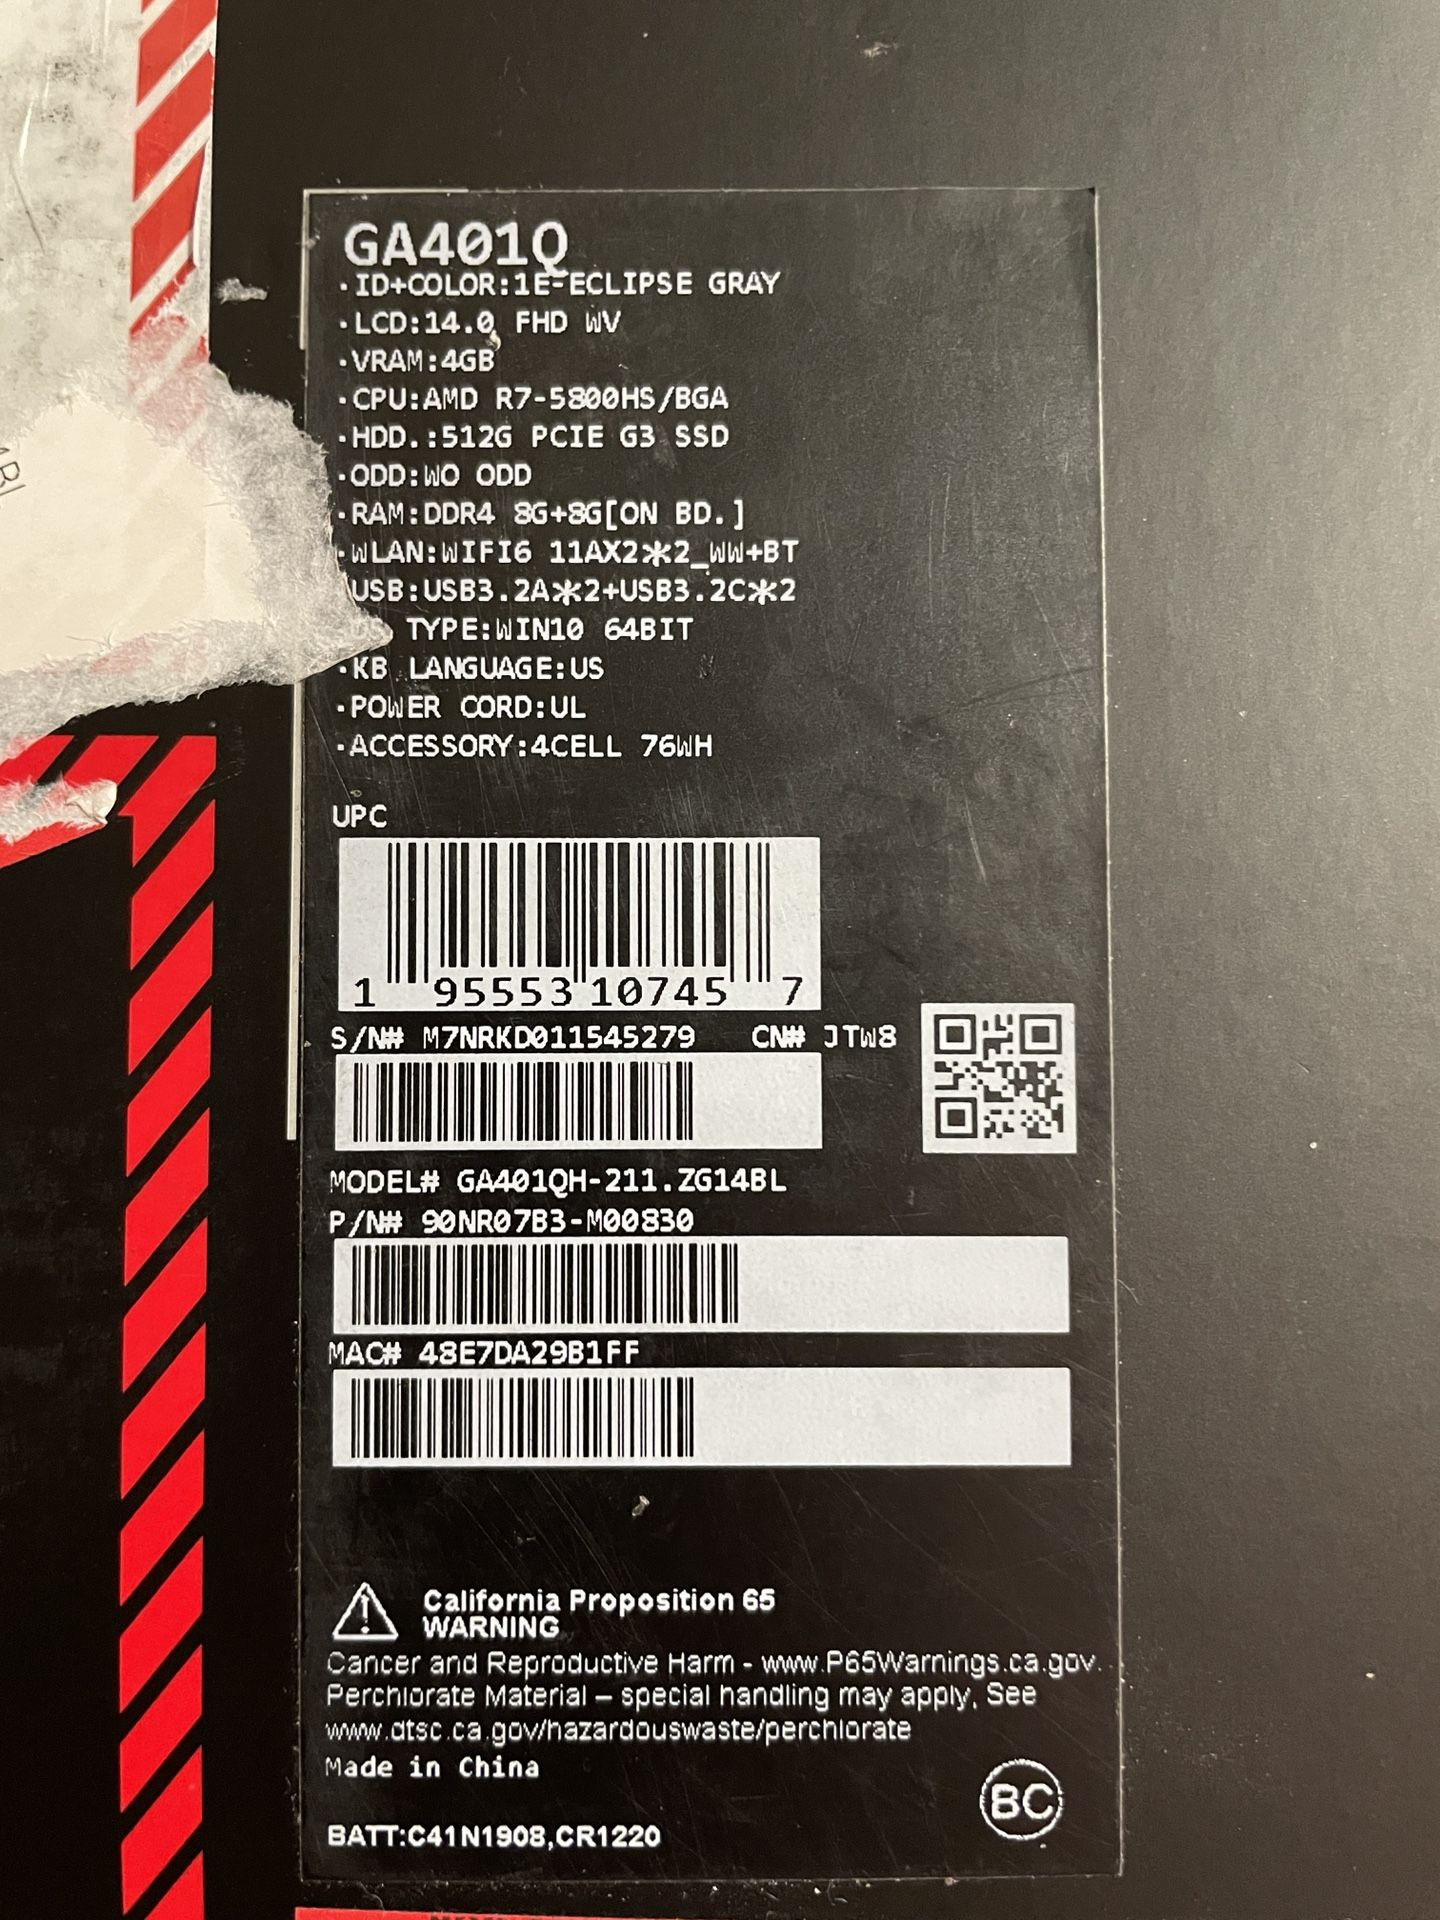 GA401Q
·ID+COLOR:1E-ECLIPSE GRAY
·LCD:14.0 FHD WV
·VRAM:4GB
·CPU:AMD R7-5800HS/BGA
·HDD.:512G PCIE G3 SSD
·ODD:WO ODD
·RAM:DDR4 8G+8G[ON BD.]
·WLAN:WIFI6 11AX2*2_WW+BT
USB:USB3.2A*2+USB3.2C*2
TYPE:WIN10 64BIT
·KB LANGUAGE:US
·POWER CORD:UL
·ACCESSORY:4CELL 76WH
UPC
1 95553 10745 7
S/N# M7NRKD011545279 CN# JTW8
MODEL# GA401QH-211.ZG14BL
P/N# 90NR07B3-M00830
MAC# 48E7DA29B1FF
California Proposition 65
WARNING
Cancer and Reproductive Harm - www.P65Warnings.ca.gov.
Perchlorate Material – special handling may apply, See
www.dtsc.ca.gov/hazardouswaste/perchlorate
Made in China
BC
BATT:C41N1908,CR1220